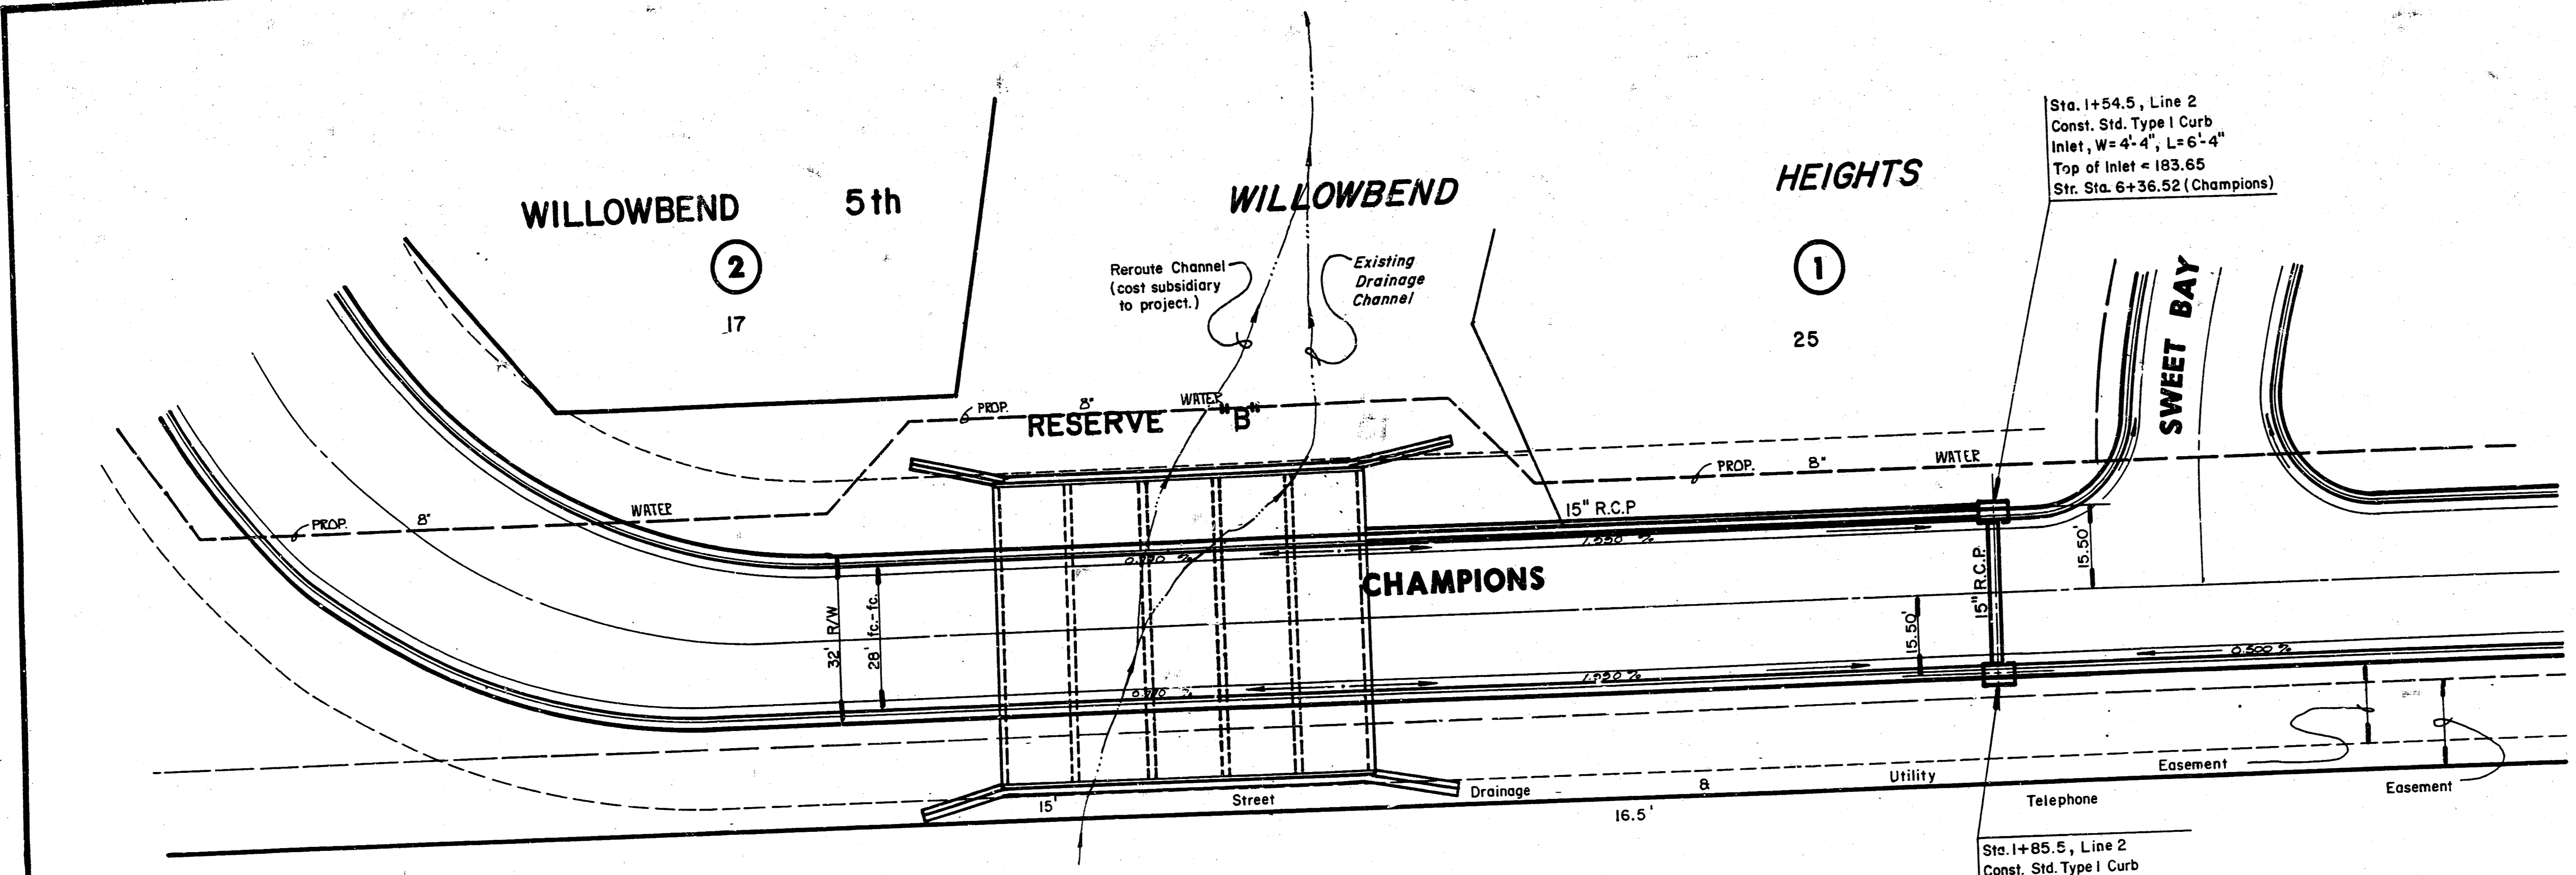 Sta. 1+54.5, Line 2
Const. Std. Type 1 Curb
Inlet, W=4'-4", L=6'-4"
Top of Inlet = 183.65
Str. Sta. 6+36.52 (Champions)
WILLOWBEND 5th
WILLOWBEND
HEIGHTS
2
17
Reroute Channel
(cost subsidiary
to project.)
Existing
Drainage
Channel
1
25
SWEET BAY
PROP. 8" WATER
RESERVE "B"
PROP. 8" WATER
PROP. 8" WATER
15" R.C.P
CHAMPIONS
15" R.C.P.
15.50'
15.50'
32' R/W
28' fc.-fc.
1.990 %
0.500 %
15' Street Drainage & Utility Easement
16.5' Telephone Easement
Sta. 1+85.5, Line 2
Const. Std. Type 1 Curb